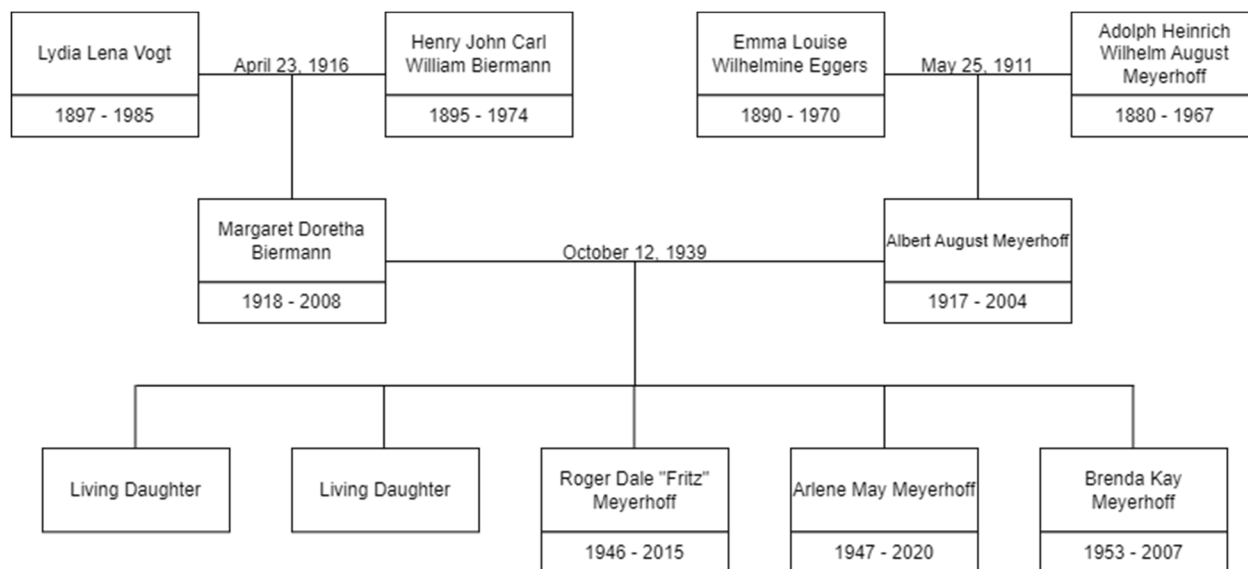 Lydia Lena Vogt
1897 - 1985
April 23, 1916
Henry John Carl
William Biermann
1895 - 1974
Emma Louise
Wilhelmine Eggers
1890 - 1970
May 25, 1911
Adolph Heinrich
Wilhelm August
Meyerhoff
1880 - 1967
Margaret Doretha
Biermann
1918 - 2008
October 12, 1939
Albert August Meyerhoff
1917 - 2004
Living Daughter
Living Daughter
Roger Dale "Fritz"
Meyerhoff
1946 - 2015
Arlene May Meyerhoff
1947 - 2020
Brenda Kay
Meyerhoff
1953 - 2007